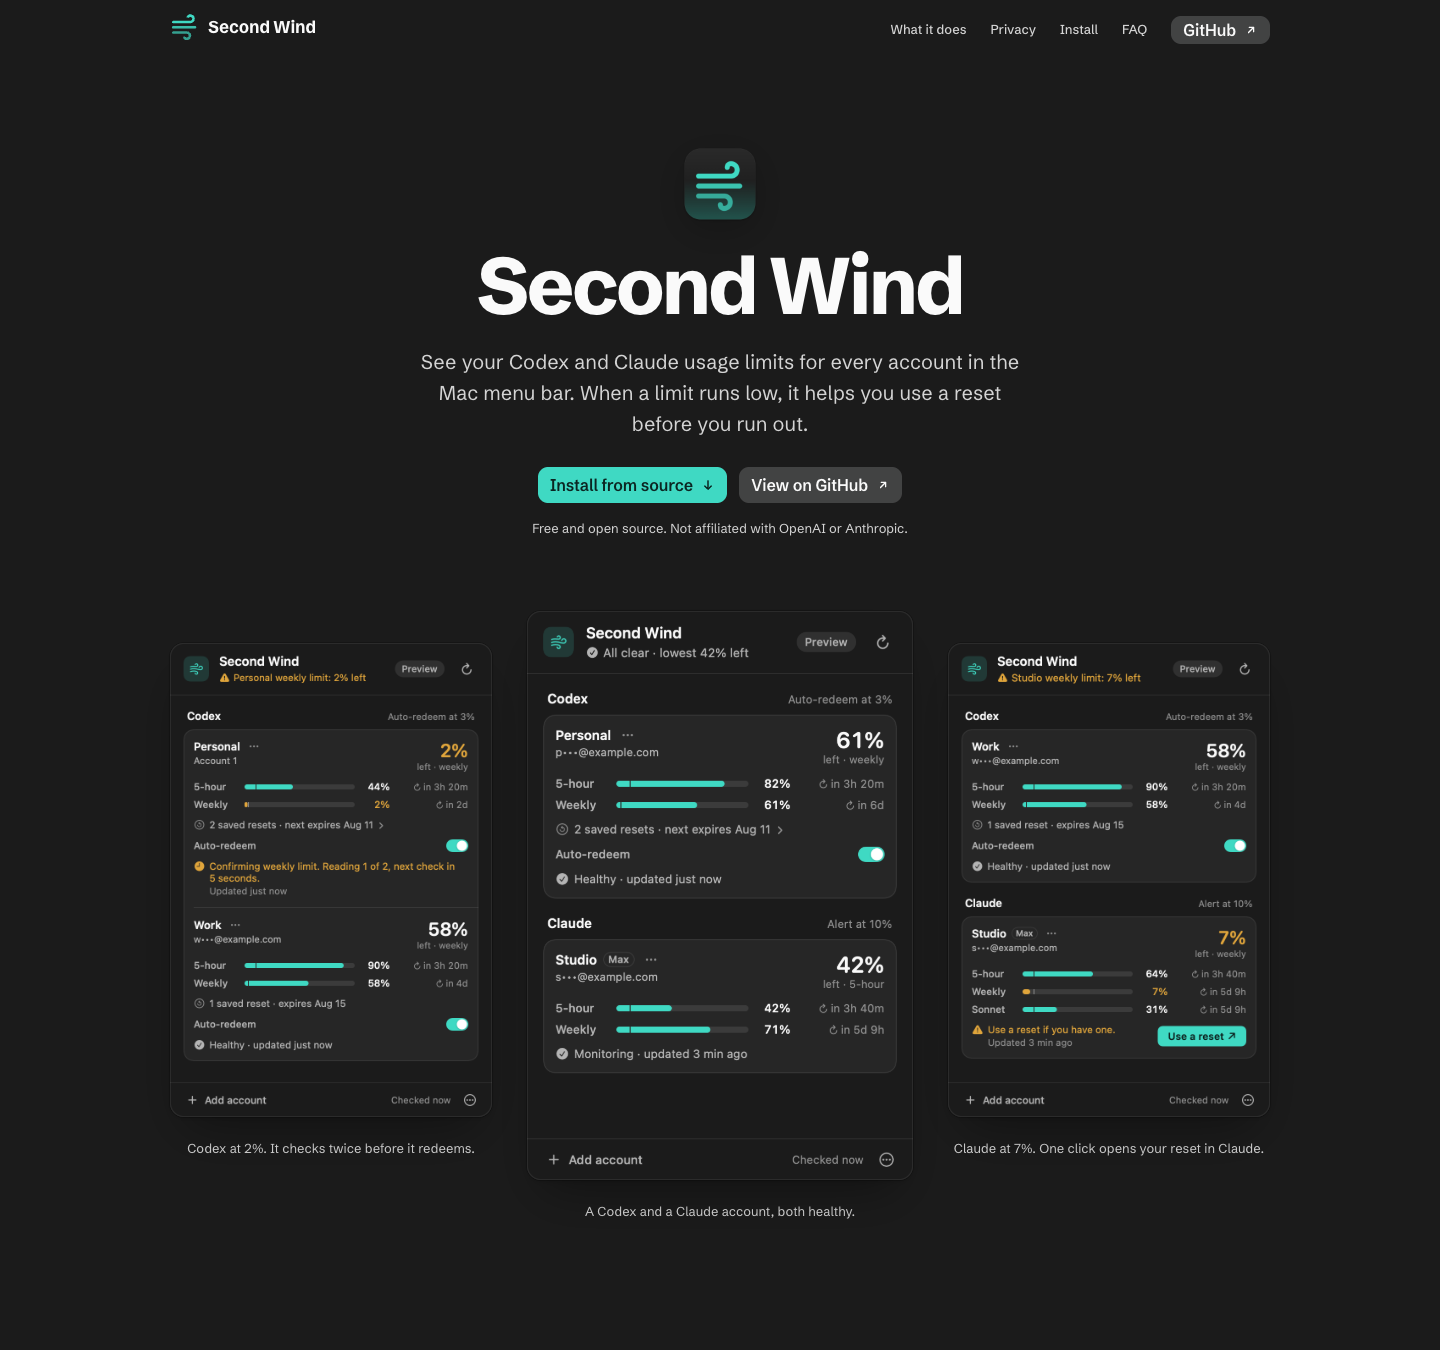 Second Wind
What it does
Privacy
Install
FAQ
GitHub
Second Wind
See your Codex and Claude usage limits for every account in the
Mac menu bar. When a limit runs low, it helps you use a reset
before you run out.
Install from source
View on GitHub
Free and open source. Not affiliated with OpenAI or Anthropic.
Second Wind
Personal weekly limit: 2% left
Preview
Codex
Auto-redeem at 3%
Personal
2%
Account 1
left · weekly
5-hour
44%
in 3h 20m
Weekly
2%
in 2d
2 saved resets · next expires Aug 11
Auto-redeem
Confirming weekly limit. Reading 1 of 2, next check in
5 seconds.
Updated just now
Work
58%
w•••@example.com
left · weekly
5-hour
90%
in 3h 20m
Weekly
58%
in 4d
1 saved reset · expires Aug 15
Auto-redeem
Healthy · updated just now
Add account
Checked now
Codex at 2%. It checks twice before it redeems.
Second Wind
All clear · lowest 42% left
Preview
Codex
Auto-redeem at 3%
Personal
61%
p•••@example.com
left · weekly
5-hour
82%
in 3h 20m
Weekly
61%
in 6d
2 saved resets · next expires Aug 11
Auto-redeem
Healthy · updated just now
Claude
Alert at 10%
Studio
Max
42%
s•••@example.com
left · 5-hour
5-hour
42%
in 3h 40m
Weekly
71%
in 5d 9h
Monitoring · updated 3 min ago
Add account
Checked now
A Codex and a Claude account, both healthy.
Second Wind
Studio weekly limit: 7% left
Preview
Codex
Auto-redeem at 3%
Work
58%
w•••@example.com
left · weekly
5-hour
90%
in 3h 20m
Weekly
58%
in 4d
1 saved reset · expires Aug 15
Auto-redeem
Healthy · updated just now
Claude
Alert at 10%
Studio
Max
7%
s•••@example.com
left · weekly
5-hour
64%
in 3h 40m
Weekly
7%
in 5d 9h
Sonnet
31%
in 5d 9h
Use a reset if you have one.
Updated 3 min ago
Use a reset
Add account
Checked now
Claude at 7%. One click opens your reset in Claude.